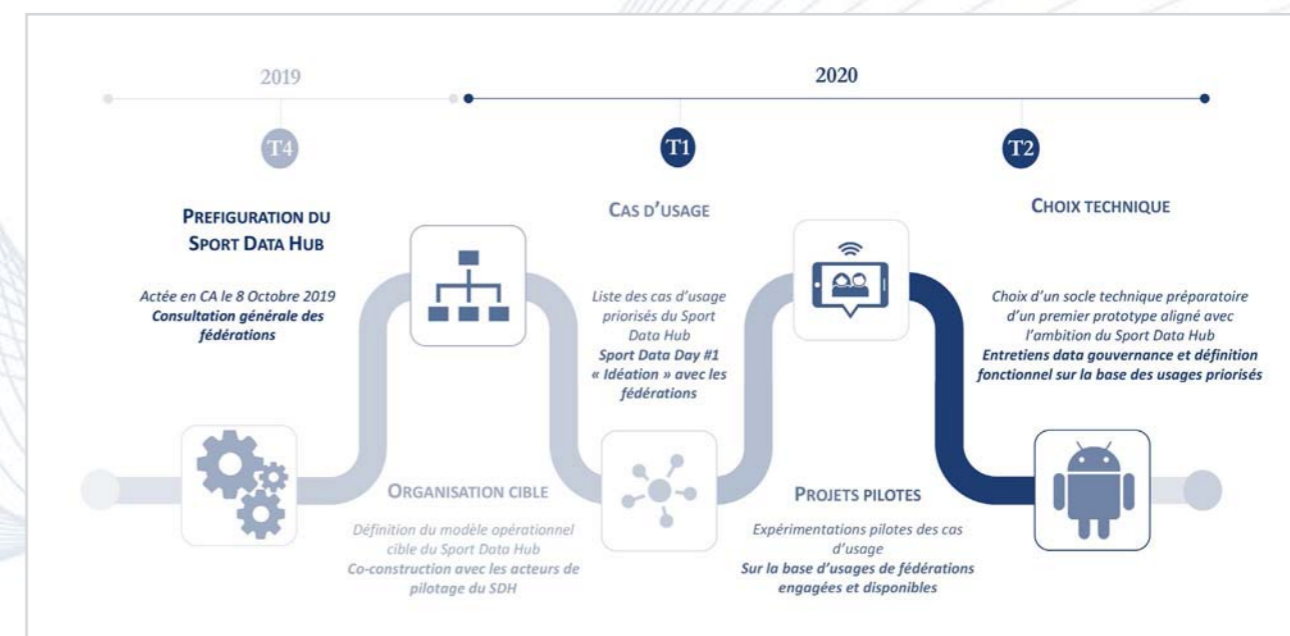 2019
2020
T4
T1
T2
PREFIGURATION DU
SPORT DATA HUB
Actée en CA le 8 Octobre 2019
Consultation générale des
fédérations
ORGANISATION CIBLE
Définition du modèle opérationnel
cible du Sport Data Hub
Co-construction avec les acteurs de
pilotage du SDH
CAS D'USAGE
Liste des cas d'usage
priorisés du Sport
Data Hub
Sport Data Day #1
« Idéation » avec les
fédérations
PROJETS PILOTES
Expérimentations pilotes des cas
d'usage
Sur la base d'usages de fédérations
engagées et disponibles
CHOIX TECHNIQUE
Choix d'un socle technique préparatoire
d'un premier prototype aligné avec
l'ambition du Sport Data Hub
Entretiens data gouvernance et définition
fonctionnel sur la base des usages priorisés